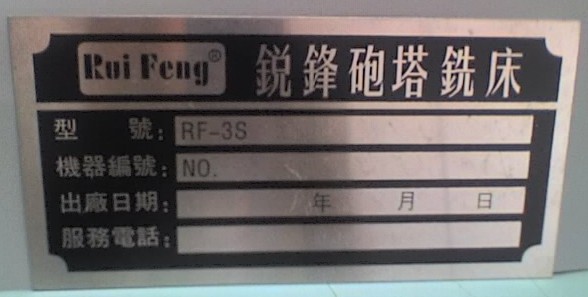 Rui Feng® 銳鋒砲塔銑床
型 號: RF-3S
機器編號: NO.
出廠日期: 年 月 日
服務電話: